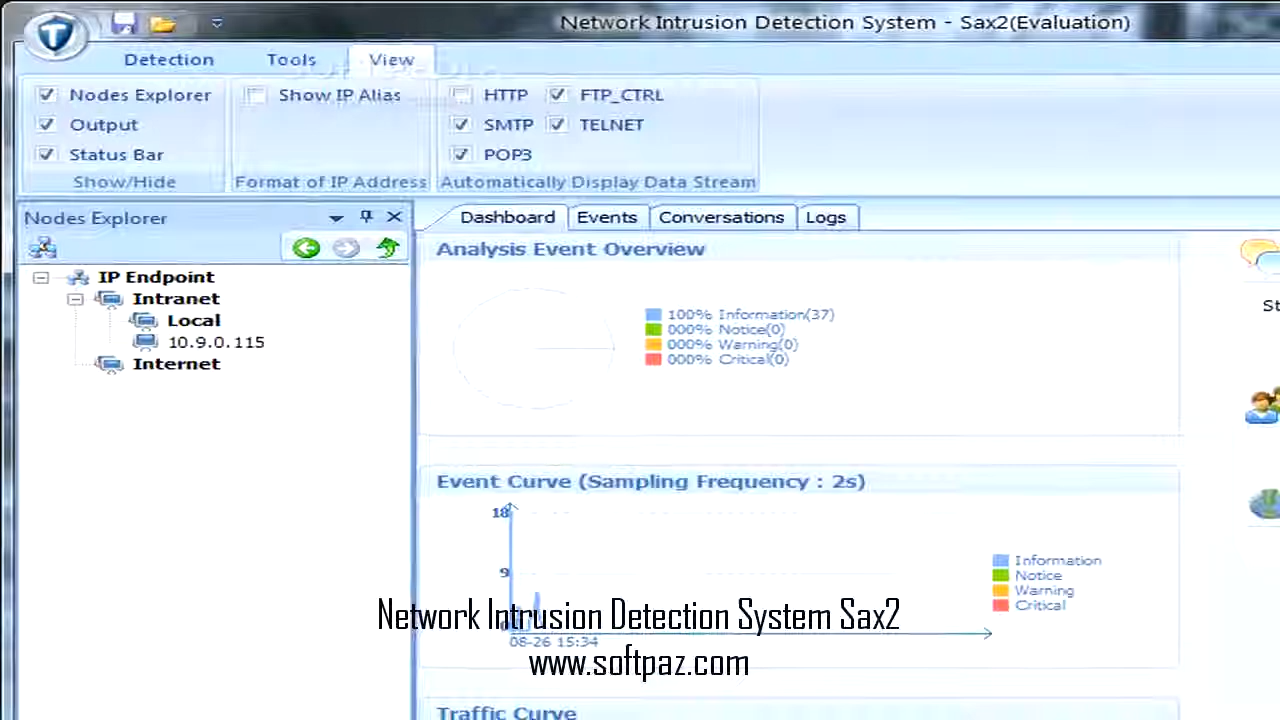 Network Intrusion Detection System - Sax2(Evaluation)
Detection Tools View
Nodes Explorer Show IP Alias HTTP FTP_CTRL
Output SMTP TELNET
Status Bar POP3
Show/Hide Format of IP Address Automatically Display Data Stream
Nodes Explorer
Dashboard Events Conversations Logs
Analysis Event Overview
IP Endpoint
Intranet
Local
10.9.0.115
Internet
100% Information(37)
000% Notice(0)
000% Warning(0)
000% Critical(0)
Event Curve (Sampling Frequency : 2s)
18
9
08-26 15:34
Information
Notice
Warning
Critical
Network Intrusion Detection System Sax2
www.softpaz.com
Traffic Curve